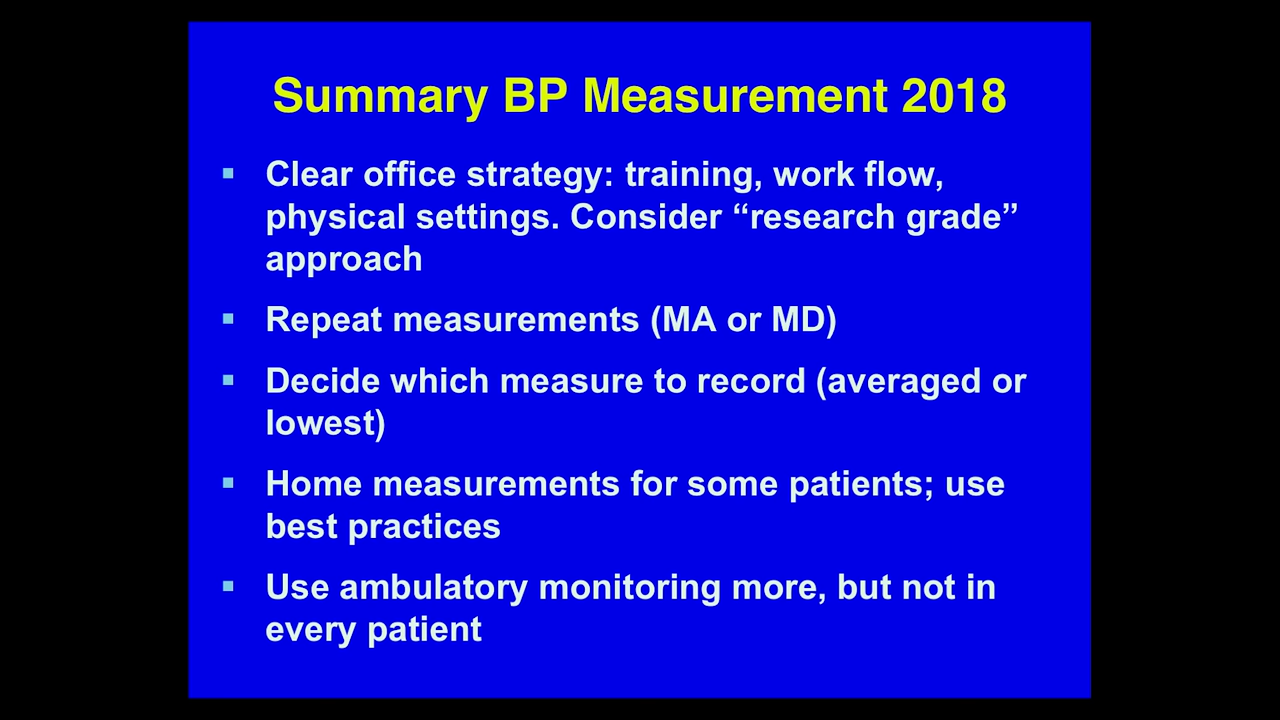 Summary BP Measurement 2018
▪ Clear office strategy: training, work flow,
physical settings. Consider “research grade”
approach
▪ Repeat measurements (MA or MD)
▪ Decide which measure to record (averaged or
lowest)
▪ Home measurements for some patients; use
best practices
▪ Use ambulatory monitoring more, but not in
every patient